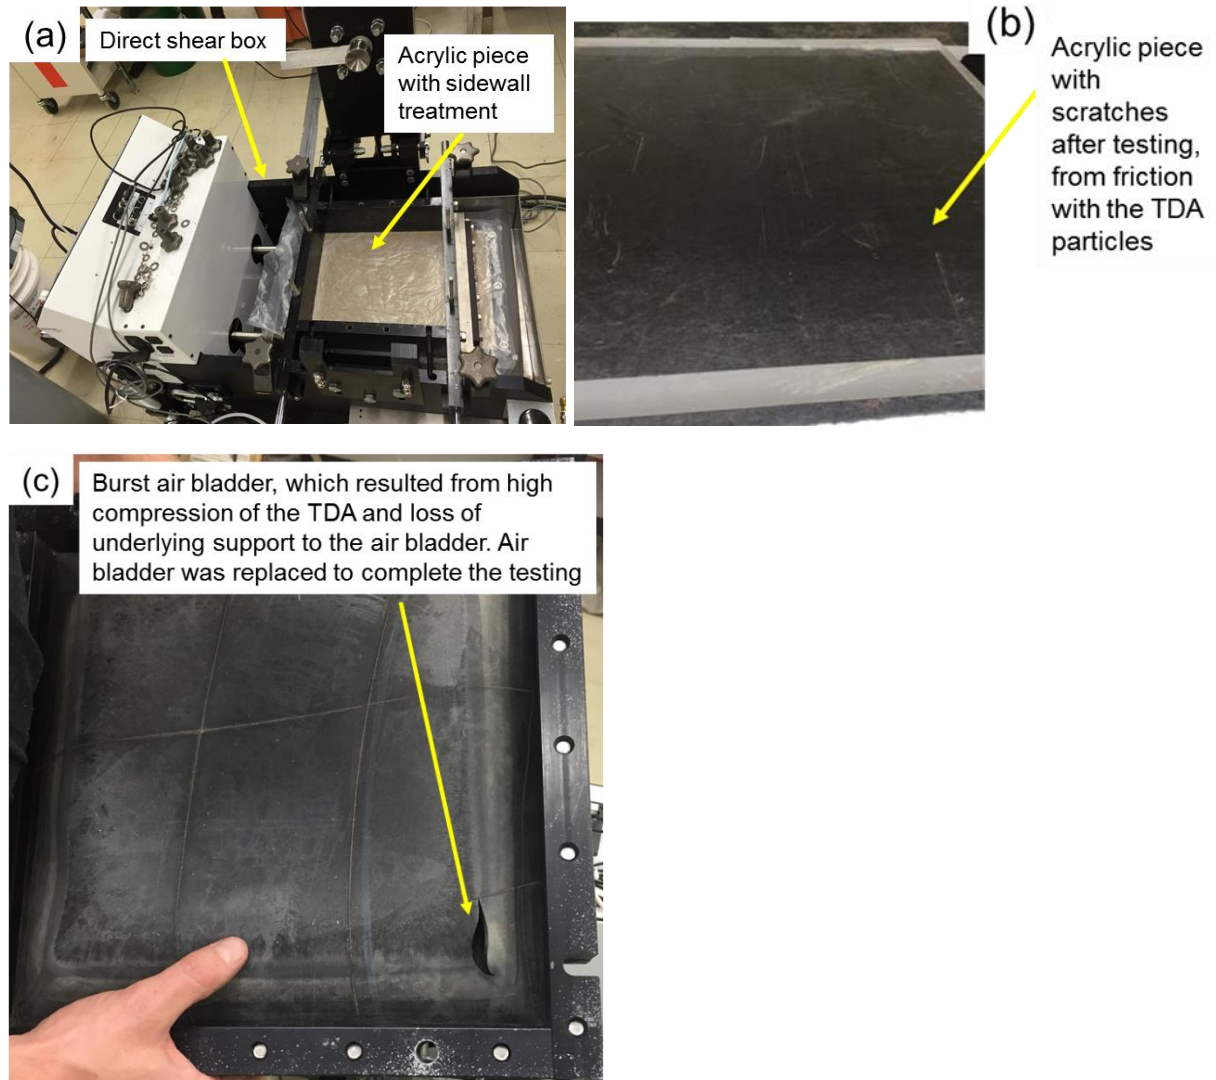 (a)
Direct shear box
Acrylic piece
with sidewall
treatment
(b)
Acrylic piece
with
scratches
after testing,
from friction
with the TDA
particles
(c)
Burst air bladder, which resulted from high
compression of the TDA and loss of
underlying support to the air bladder. Air
bladder was replaced to complete the testing